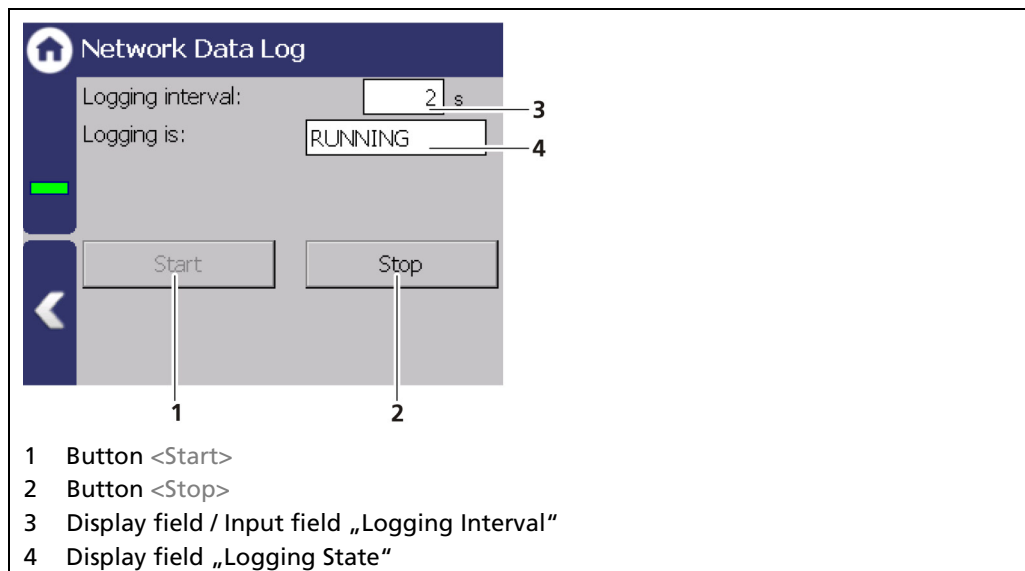 Network Data Log
Logging interval: 2 s
3
Logging is: RUNNING
4
Start Stop
1 2
1 Button <Start>
2 Button <Stop>
3 Display field / Input field „Logging Interval“
4 Display field „Logging State“